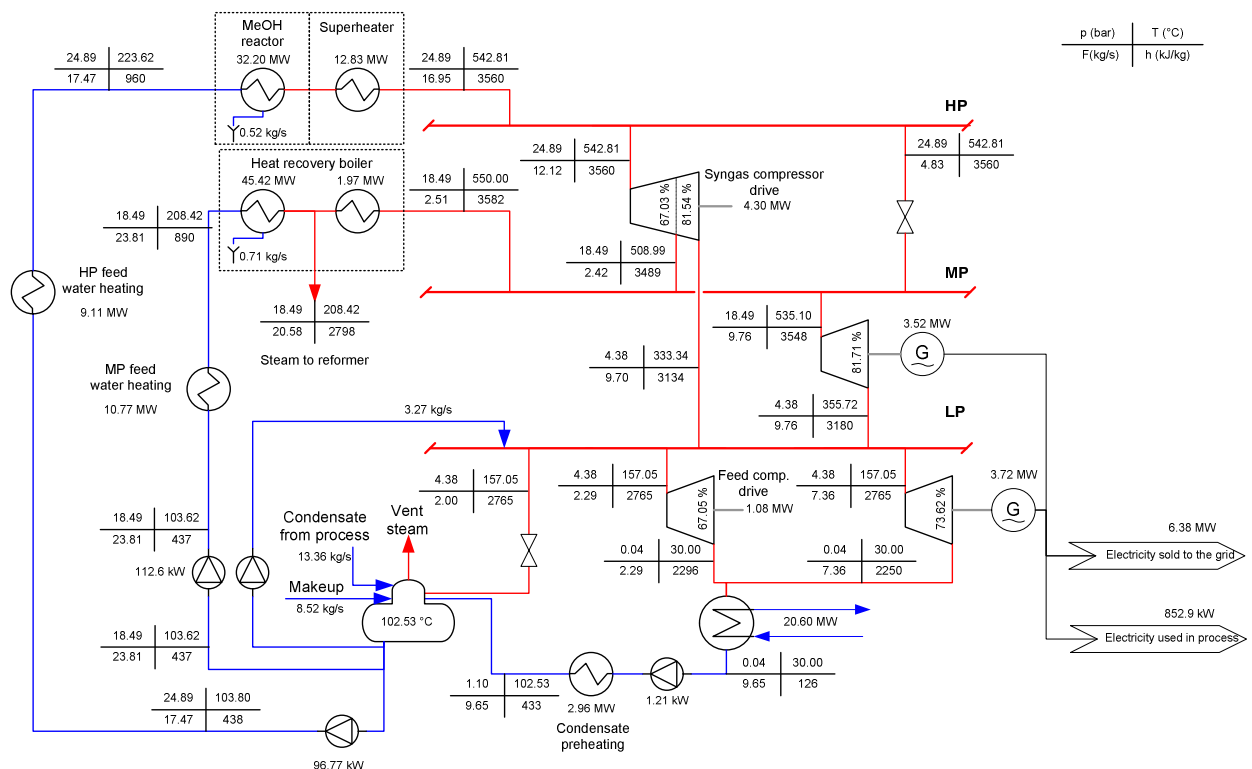 MeOH
reactor
32.20 MW
Superheater
12.83 MW
p (bar)
T (°C)
F(kg/s)
h (kJ/kg)
24.89
223.62
17.47
960
24.89
542.81
16.95
3560
0.52 kg/s
HP
Heat recovery boiler
45.42 MW
1.97 MW
24.89
542.81
12.12
3560
24.89
542.81
4.83
3560
Syngas compressor
drive
4.30 MW
67.03 %
81.54 %
18.49
550.00
2.51
3582
18.49
208.42
23.81
890
0.71 kg/s
18.49
508.99
2.42
3489
HP feed
water heating
9.11 MW
MP
18.49
208.42
20.58
2798
Steam to reformer
18.49
535.10
9.76
3548
81.71 %
3.52 MW
G
MP feed
water heating
10.77 MW
4.38
333.34
9.70
3134
4.38
355.72
9.76
3180
3.27 kg/s
LP
4.38
157.05
2.00
2765
4.38
157.05
2.29
2765
Feed comp.
drive
1.08 MW
67.05 %
4.38
157.05
7.36
2765
73.62 %
3.72 MW
G
18.49
103.62
23.81
437
Condensate
from process
13.36 kg/s
Vent
steam
112.6 kW
0.04
30.00
2.29
2296
0.04
30.00
7.36
2250
6.38 MW
Electricity sold to the grid
Makeup
8.52 kg/s
102.53 °C
20.60 MW
852.9 kW
Electricity used in process
18.49
103.62
23.81
437
0.04
30.00
9.65
126
1.10
102.53
9.65
433
2.96 MW
Condensate
preheating
1.21 kW
24.89
103.80
17.47
438
96.77 kW